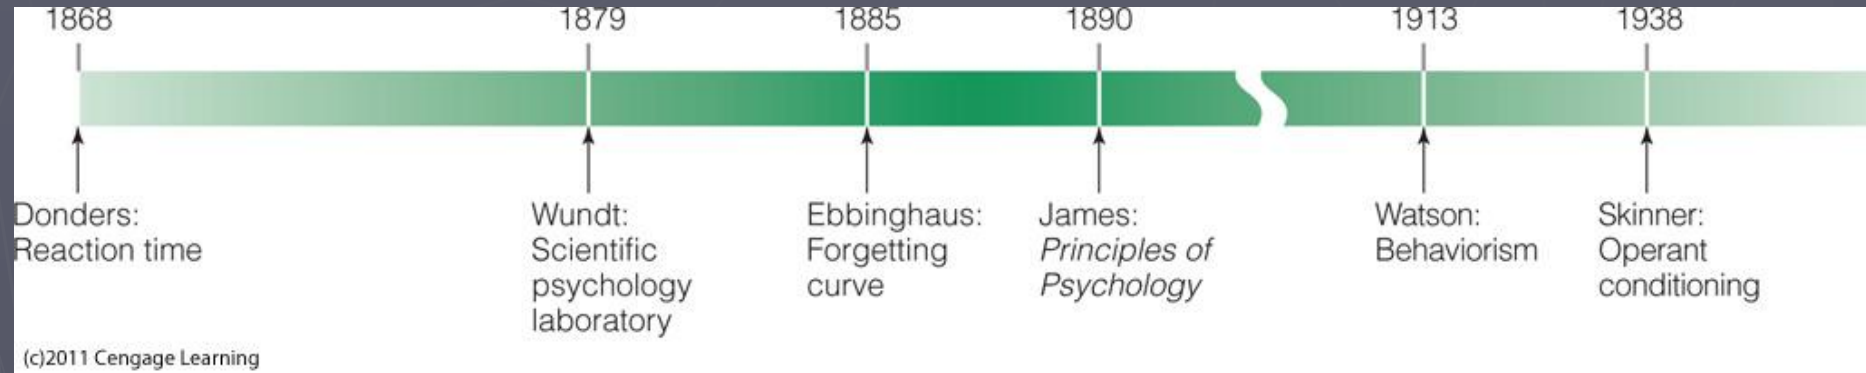 1868 1879 1885 1890 1913 1938
Donders:
Reaction time
Wundt:
Scientific
psychology
laboratory
Ebbinghaus:
Forgetting
curve
James:
Principles of
Psychology
Watson:
Behaviorism
Skinner:
Operant
conditioning
(c)2011 Cengage Learning